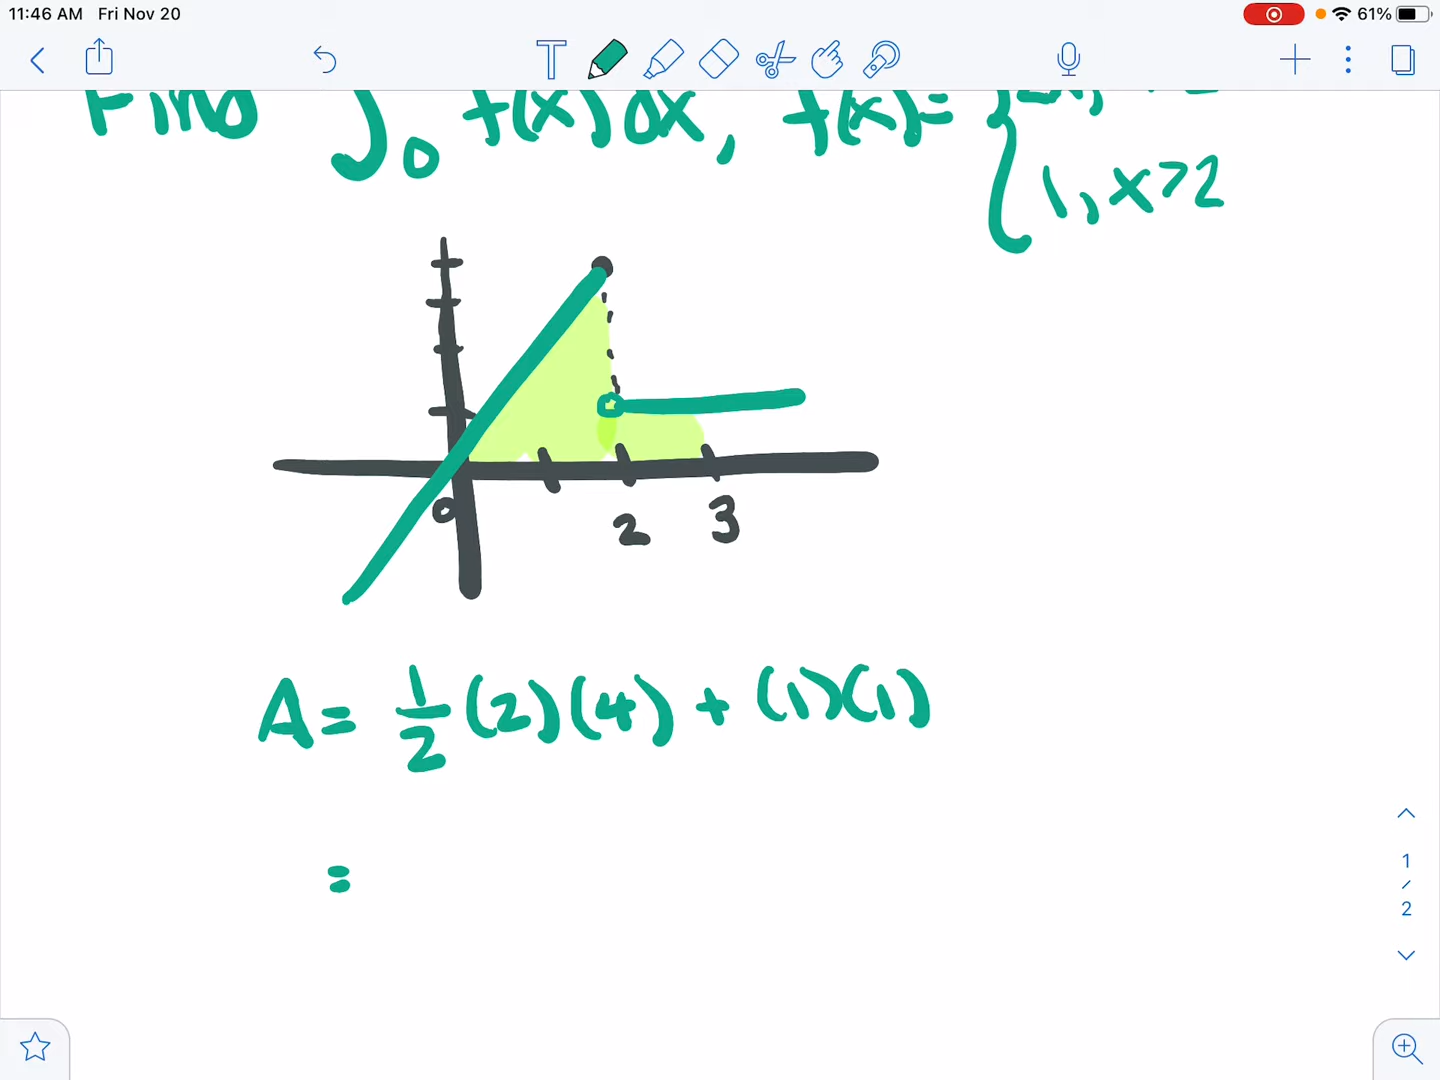 11:46 AM Fri Nov 20
61%
T
Find ∫0 f(x)dx, f(x)= {
1, x>2
0
2
3
A= 1/2 (2)(4) + (1)(1)
=
1
/
2